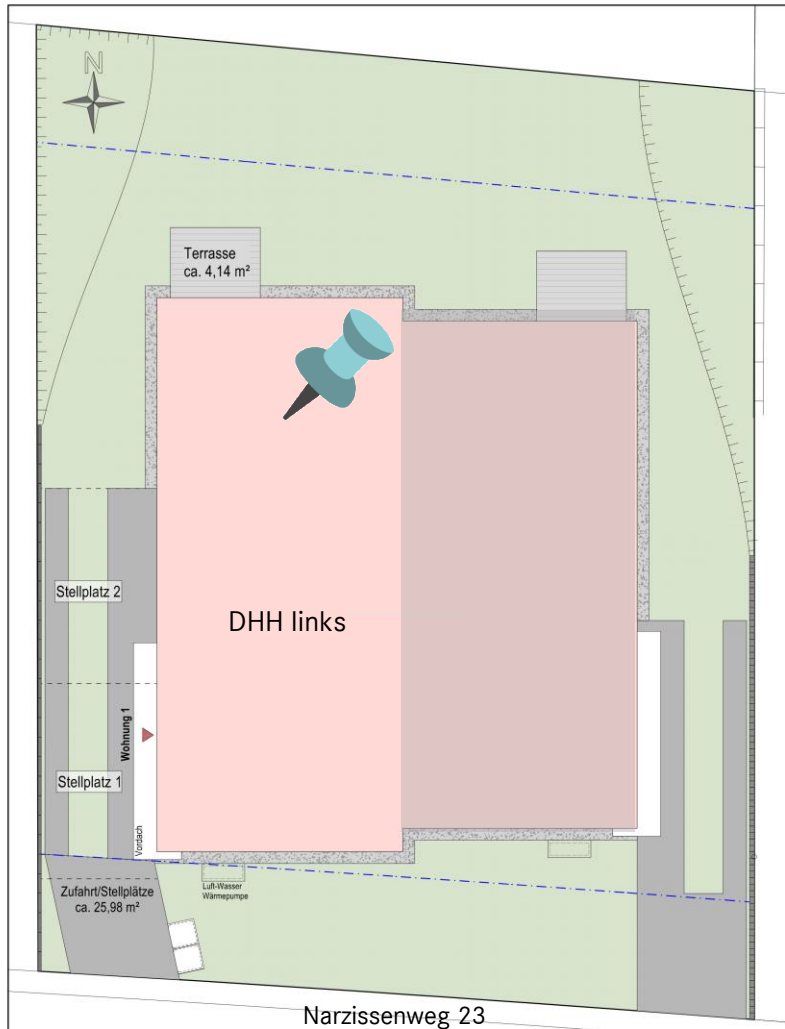 N
Terrasse
ca. 4,14 m²
Stellplatz 2
DHH links
Wohnung 1
Stellplatz 1
Vordach
Zufahrt/Stellplätze
ca. 25,98 m²
Luft-Wasser
Wärmepumpe
Narzissenweg 23